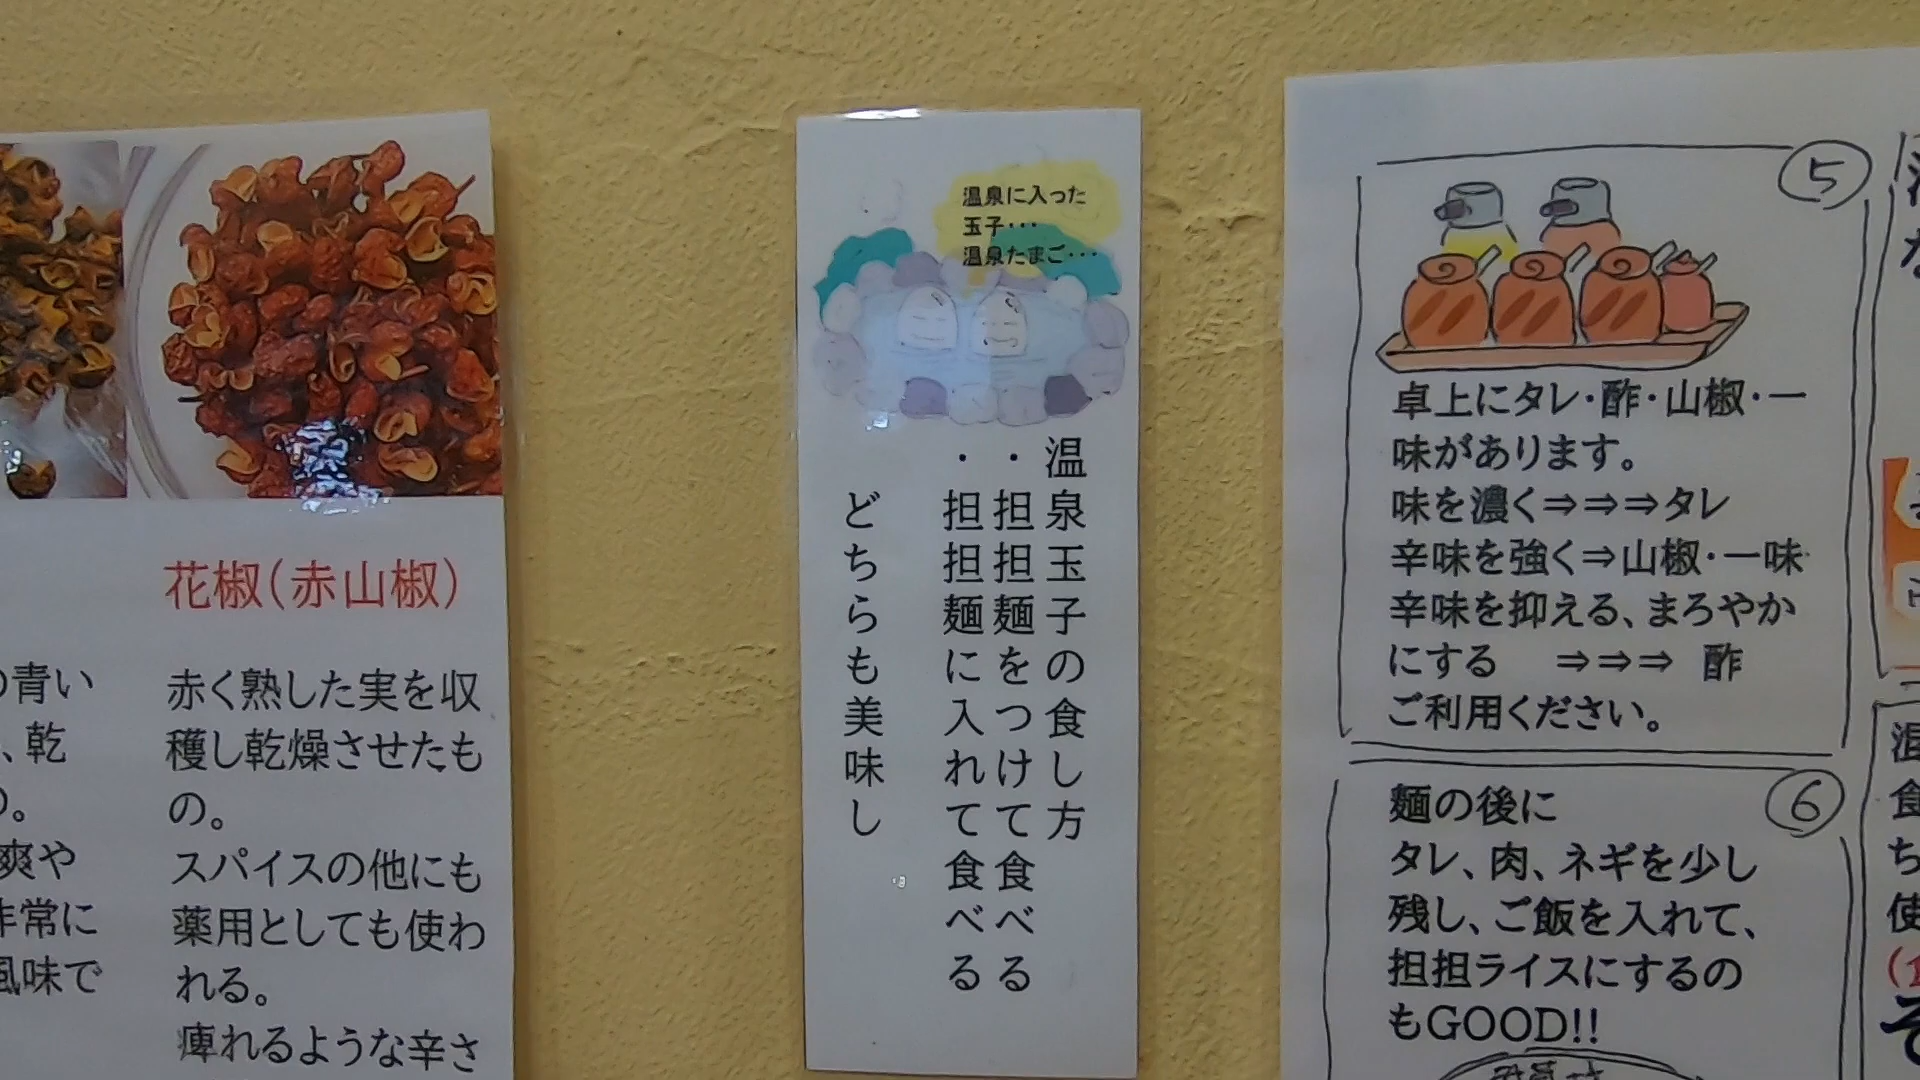 花椒（赤山椒）
の青い
、乾
の。
爽や
非常に
風味で
赤く熟した実を収
穫し乾燥させたも
の。
スパイスの他にも
薬用としても使わ
れる。
痺れるような辛さ
温泉に入った
玉子・・・
温泉たまご・・・
温泉玉子の食し方
・担担麺をつけて食べる
・担担麺に入れて食べる
どちらも美味し
⑤
卓上にタレ・酢・山椒・一
味があります。
味を濃く⇒⇒⇒タレ
辛味を強く⇒山椒・一味
辛味を抑える、まろやか
にする　⇒⇒⇒　酢
ご利用ください。
⑥
麺の後に
タレ、肉、ネギを少し
残し、ご飯を入れて、
担担ライスにするの
もGOOD!!
温
食
ち
使